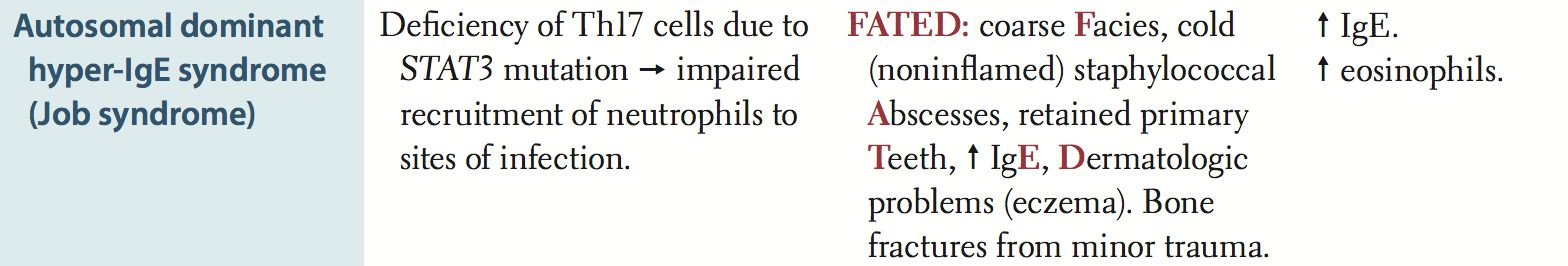 Autosomal dominant
hyper-IgE syndrome
(Job syndrome)
Deficiency of Th17 cells due to
STAT3 mutation → impaired
recruitment of neutrophils to
sites of infection.
FATED: coarse Facies, cold
(noninflamed) staphylococcal
Abscesses, retained primary
Teeth, ↑ IgE, Dermatologic
problems (eczema). Bone
fractures from minor trauma.
↑ IgE.
↑ eosinophils.